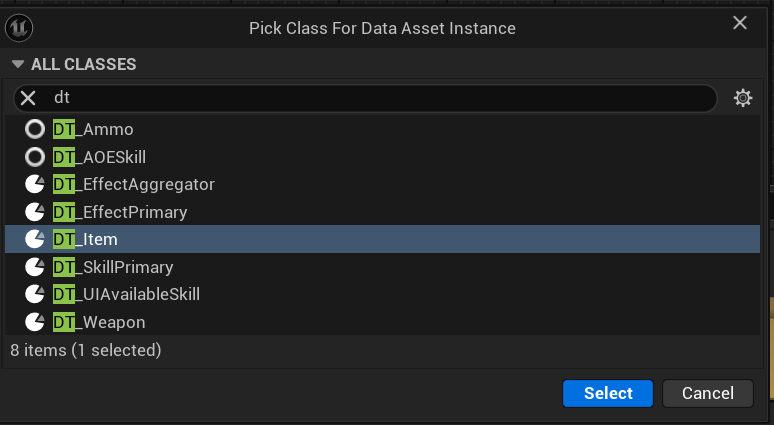 Pick Class For Data Asset Instance
ALL CLASSES
dt
DT_Ammo
DT_AOESkill
DT_EffectAggregator
DT_EffectPrimary
DT_Item
DT_SkillPrimary
DT_UIAvailableSkill
DT_Weapon
8 items (1 selected)
Select Cancel